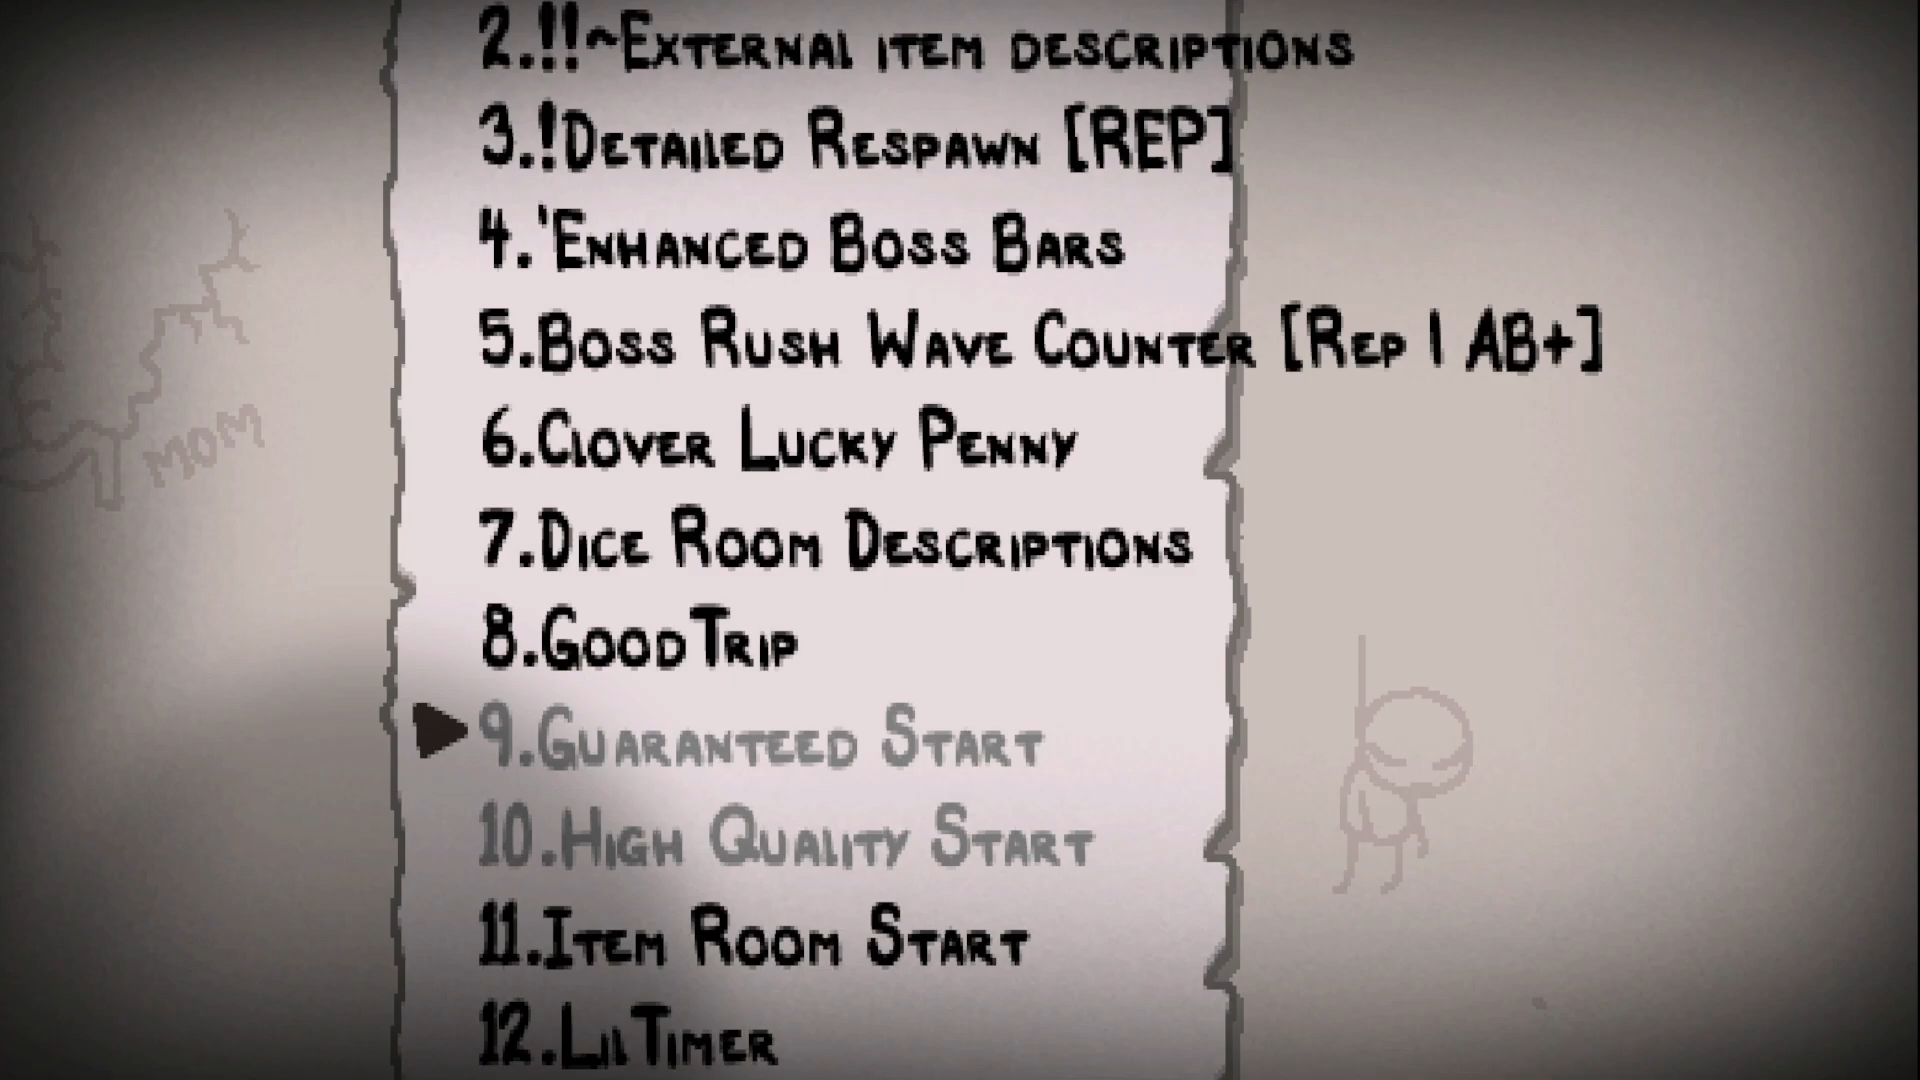 2.!!~External item descriptions
3.!Detailed Respawn [REP]
4.'Enhanced Boss Bars
5.Boss Rush Wave Counter [Rep | AB+]
6.Clover Lucky Penny
7.Dice Room Descriptions
MOM
8.GoodTrip
9.Guaranteed Start
10.High Quality Start
11.Item Room Start
12.LilTimer